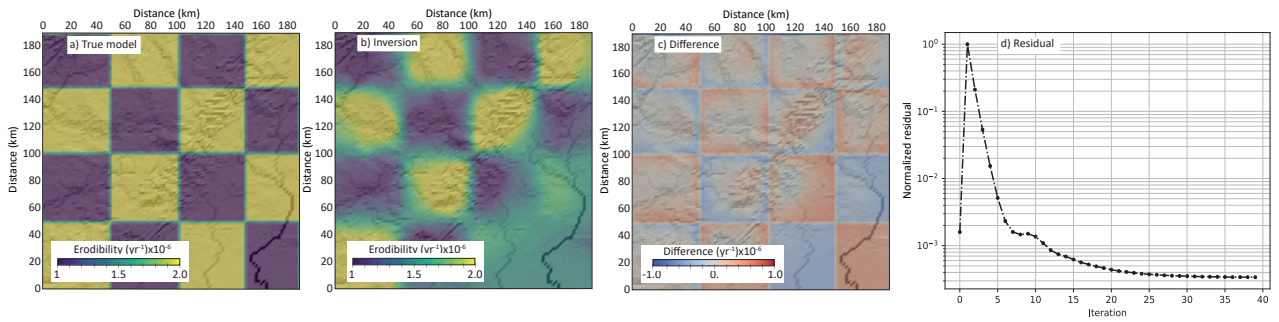 Distance (km)
0 20 40 60 80 100 120 140 160 180
a) True model
Distance (km)
180
160
140
120
100
80
60
40
20
0
Erodibility (yr⁻¹)x10⁻⁶
1 1.5 2.0
Distance (km)
0 20 40 60 80 100 120 140 160 180
b) Inversion
Distance (km)
180
160
140
120
100
80
60
40
20
0
Erodibility (yr⁻¹)x10⁻⁶
1 1.5 2.0
Distance (km)
0 20 40 60 80 100 120 140 160 180
c) Difference
Distance (km)
180
160
140
120
100
80
60
40
20
0
Difference (yr⁻¹)x10⁻⁶
-1.0 0. 1.0
d) Residual
Normalized residual
10⁰
10⁻¹
10⁻²
10⁻³
0 5 10 15 20 25 30 35 40
Iteration